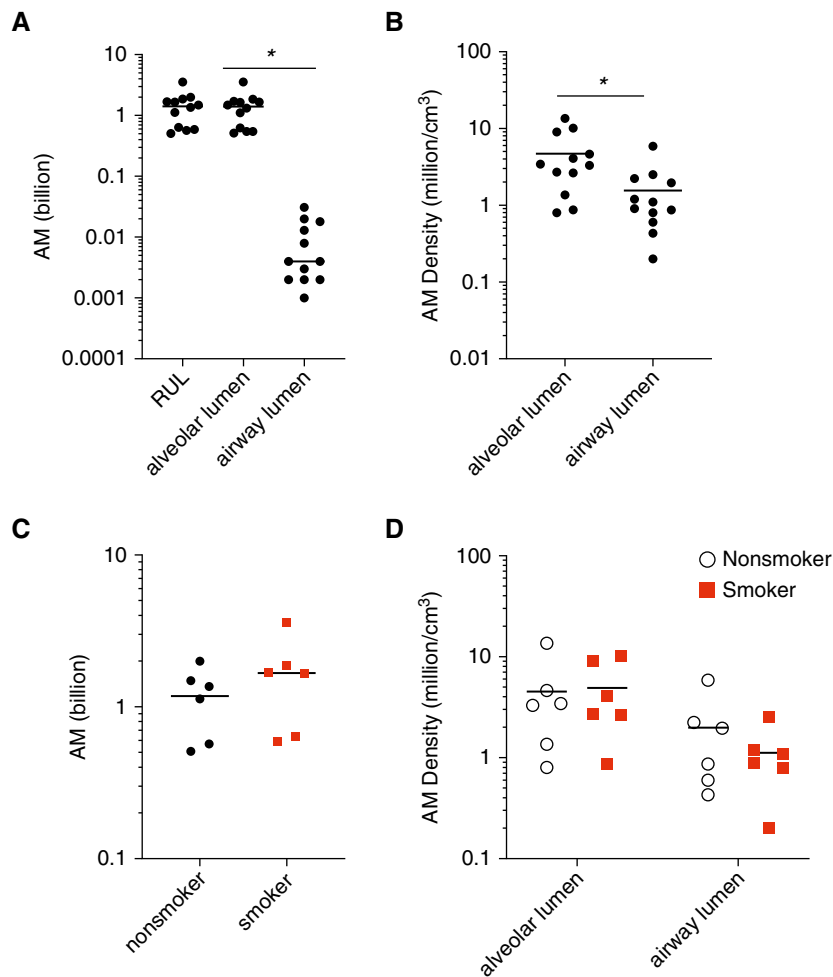 A
AM (billion)
10
1
0.1
0.01
0.001
0.0001
*
RUL
alveolar lumen
airway lumen
B
AM Density (million/cm³)
100
10
1
0.1
0.01
*
alveolar lumen
airway lumen
C
AM (billion)
10
1
0.1
nonsmoker
smoker
D
AM Density (million/cm³)
100
10
1
0.1
Nonsmoker
Smoker
alveolar lumen
airway lumen